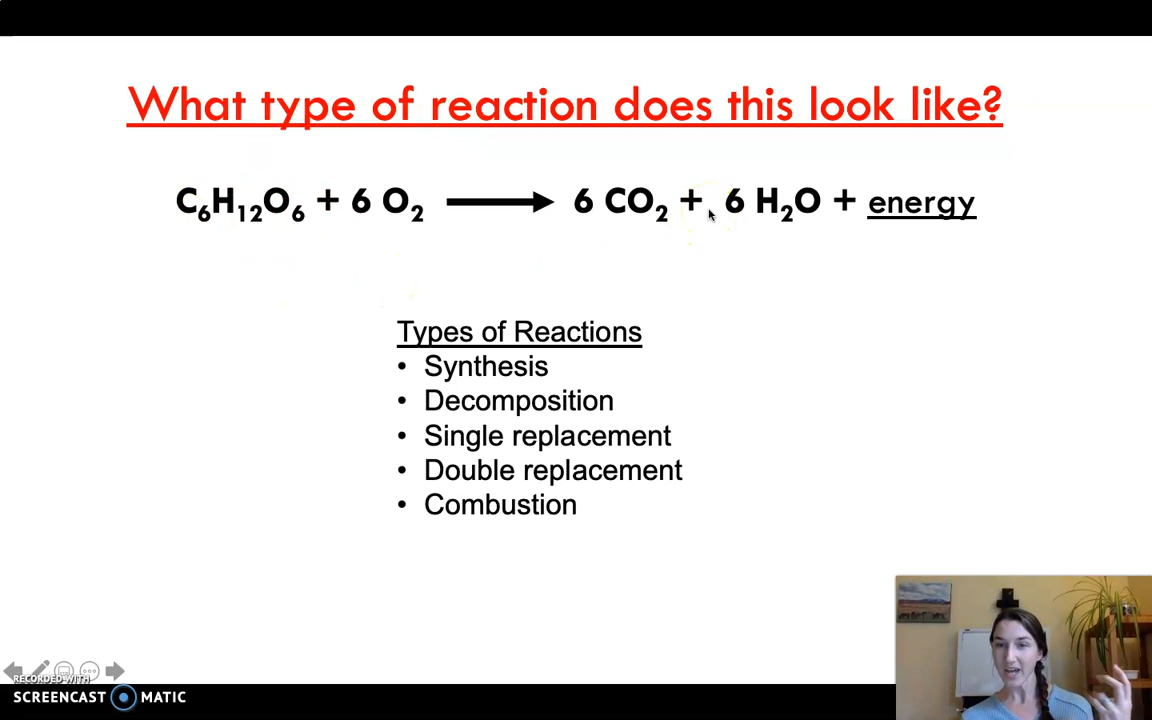 What type of reaction does this look like?
C₆H₁₂O₆ + 6 O₂ ⟶ 6 CO₂ + 6 H₂O + energy
Types of Reactions
• Synthesis
• Decomposition
• Single replacement
• Double replacement
• Combustion
RECORDED WITH
SCREENCAST MATIC